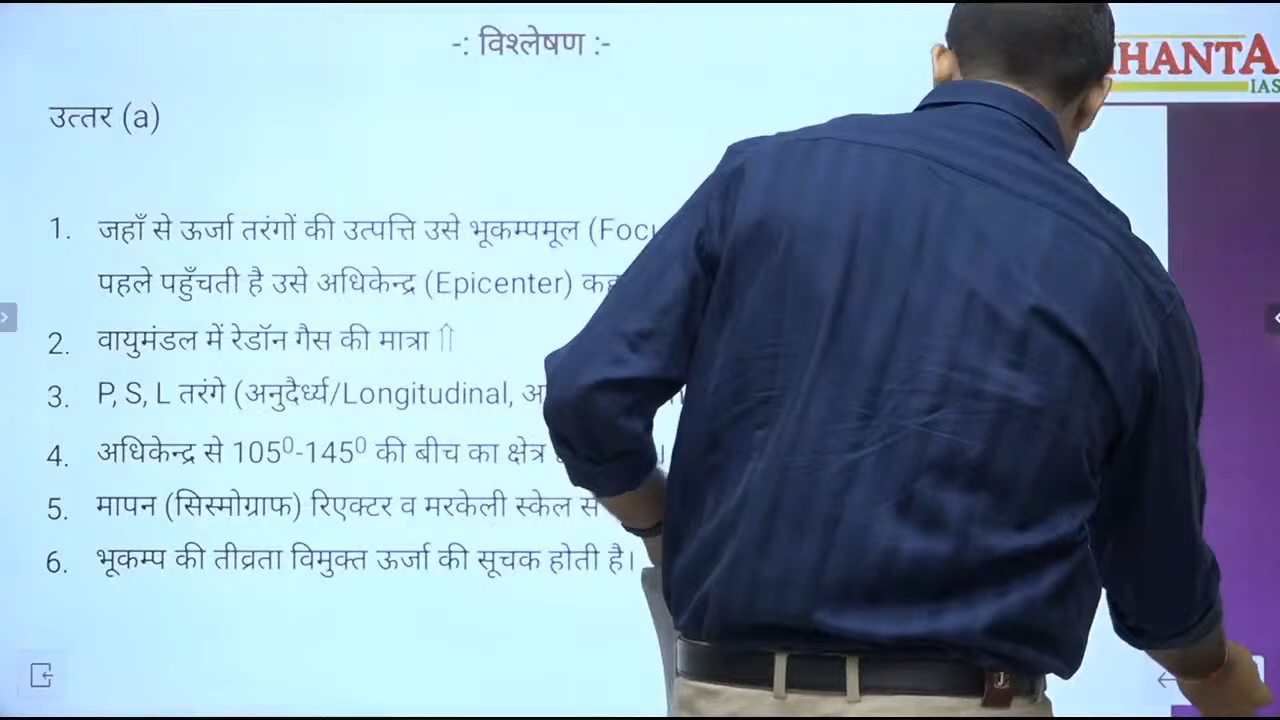 -: विश्लेषण :-
IHANTA
IAS
उत्तर (a)
1. जहाँ से ऊर्जा तरंगों की उत्पत्ति उसे भूकम्पमूल
पहले पहुँचती है उसे अधिकेन्द्र (Epicenter)
2. वायुमंडल में रेडॉन गैस की मात्रा ⇑
3. P, S, L तरंगे (अनुदैर्ध्य/Longitudinal,
4. अधिकेन्द्र से 105⁰-145⁰ की बीच का क्षेत्र
5. मापन (सिस्मोग्राफ) रिएक्टर व मरकेली स्केल से
6. भूकम्प की तीव्रता विमुक्त ऊर्जा की सूचक होती है।